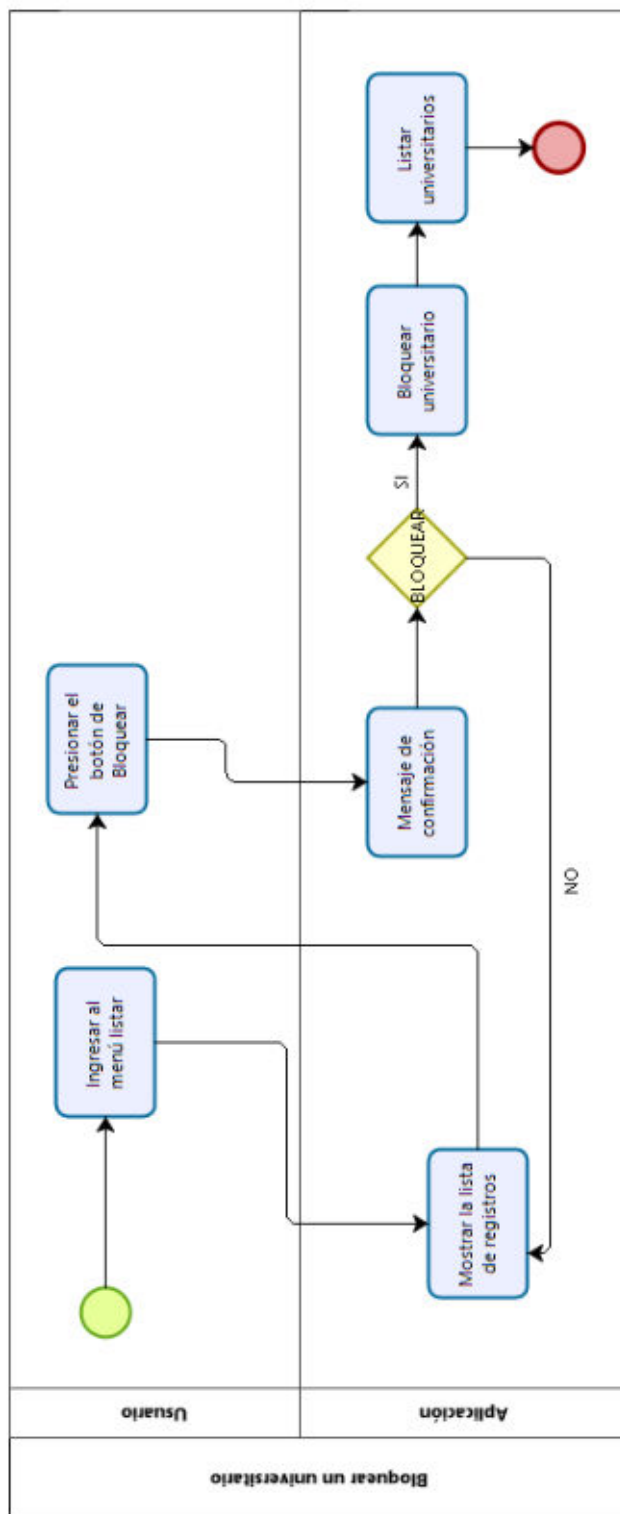 Bloquear un universitario
Usuario
Aplicación
Ingresar al
menú listar
Mostrar la lista
de registros
Presionar el
botón de
Bloquear
Mensaje de
confirmación
BLOQUEAR
SI
NO
Bloquear
universitario
Listar
universitarios